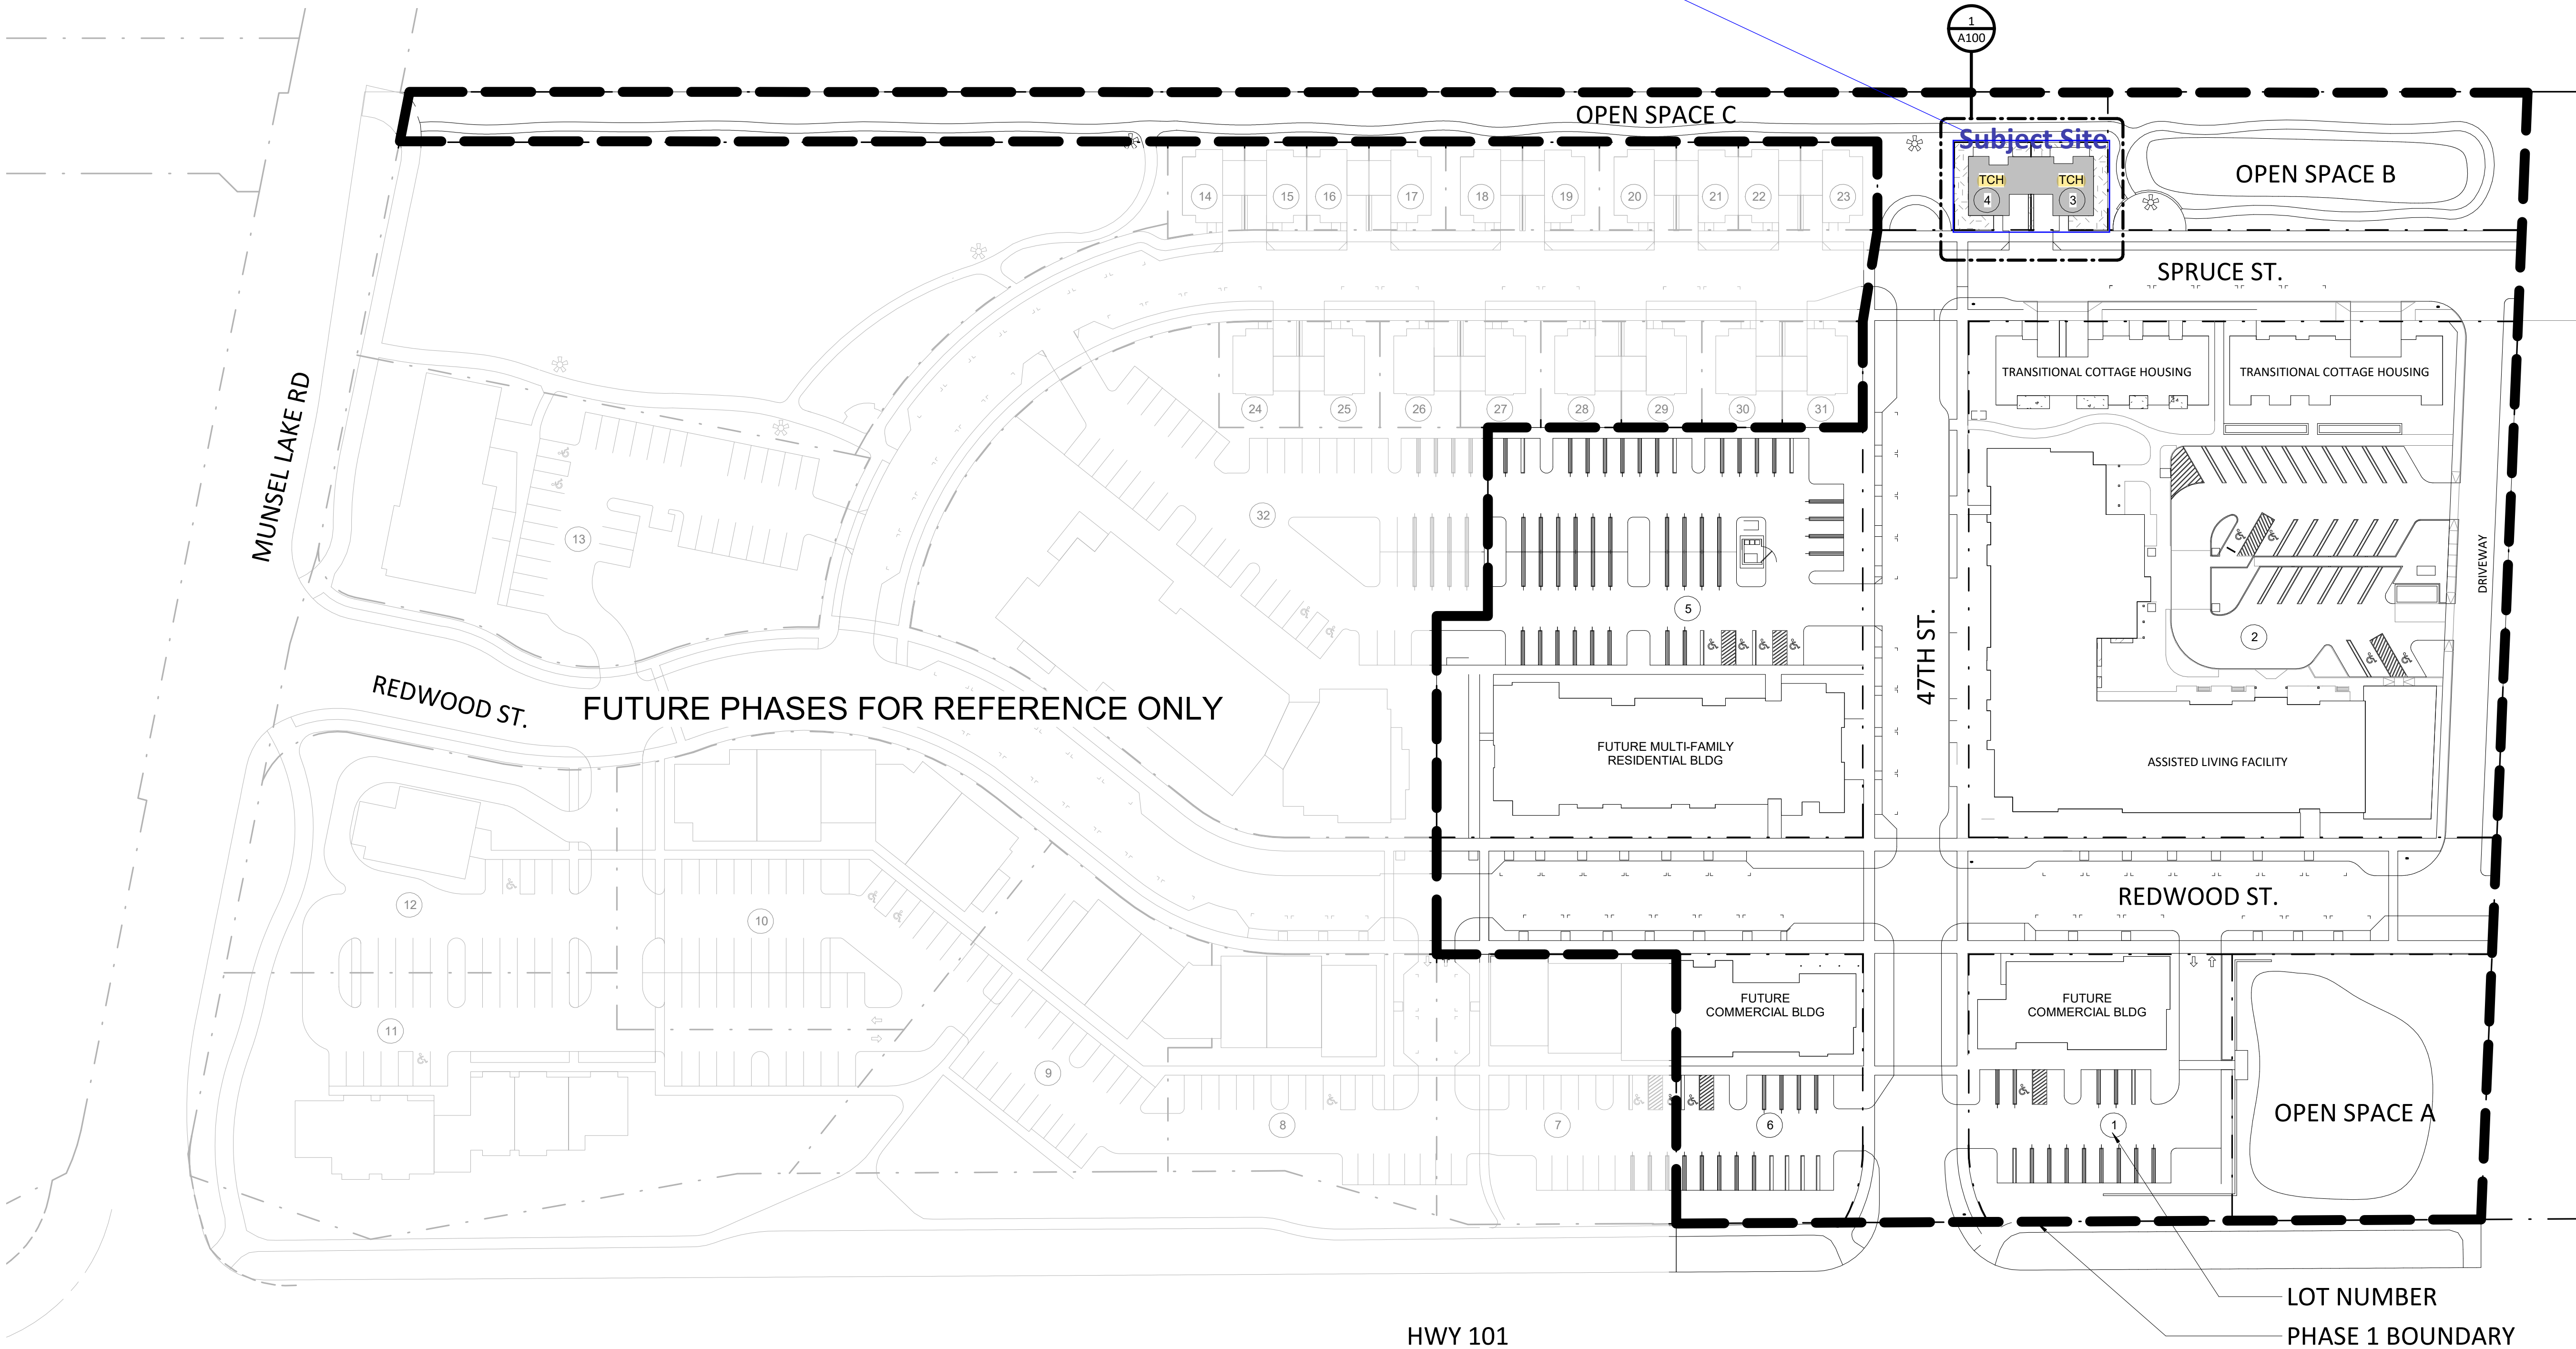 1
A100
OPEN SPACE C
Subject Site
OPEN SPACE B
TCH
TCH
14
15
16
17
18
19
20
21
22
23
4
3
SPRUCE ST.
TRANSITIONAL COTTAGE HOUSING
TRANSITIONAL COTTAGE HOUSING
MUNSEL LAKE RD
24
25
26
27
28
29
30
31
13
32
5
47TH ST.
2
DRIVEWAY
REDWOOD ST.
FUTURE PHASES FOR REFERENCE ONLY
FUTURE MULTI-FAMILY
RESIDENTIAL BLDG
ASSISTED LIVING FACILITY
12
10
REDWOOD ST.
11
9
FUTURE
COMMERCIAL BLDG
FUTURE
COMMERCIAL BLDG
OPEN SPACE A
8
7
6
1
LOT NUMBER
HWY 101
PHASE 1 BOUNDARY